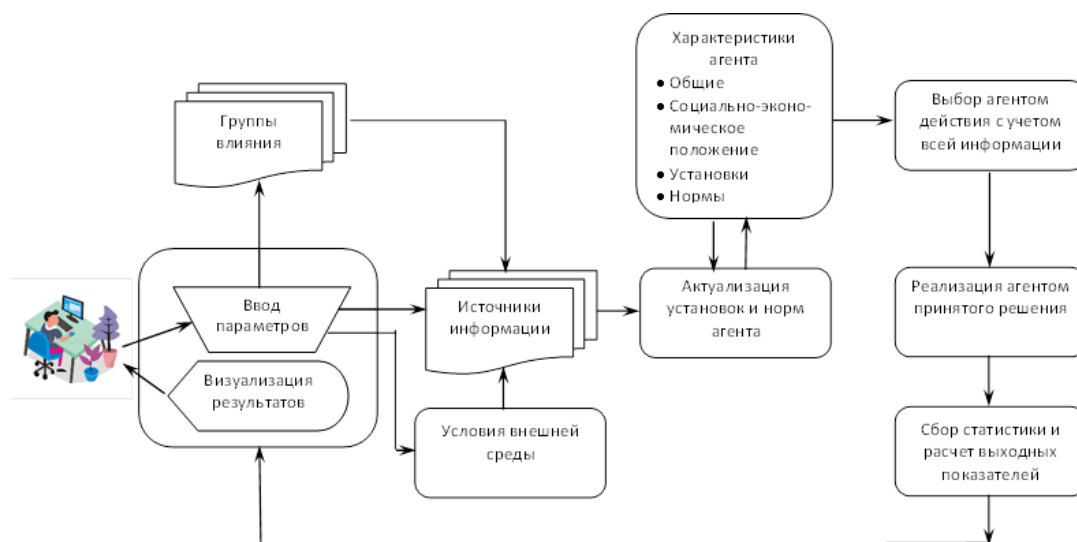 Характеристики
агента
● Общие
● Социально-эконо-
мическое
положение
● Установки
● Нормы
Группы
влияния
Выбор агентом
действия с учетом
всей информации
Ввод
параметров
Источники
информации
Актуализация
установок и норм
агента
Реализация агентом
принятого решения
Визуализация
результатов
Условия внешней
среды
Сбор статистики и
расчет выходных
показателей